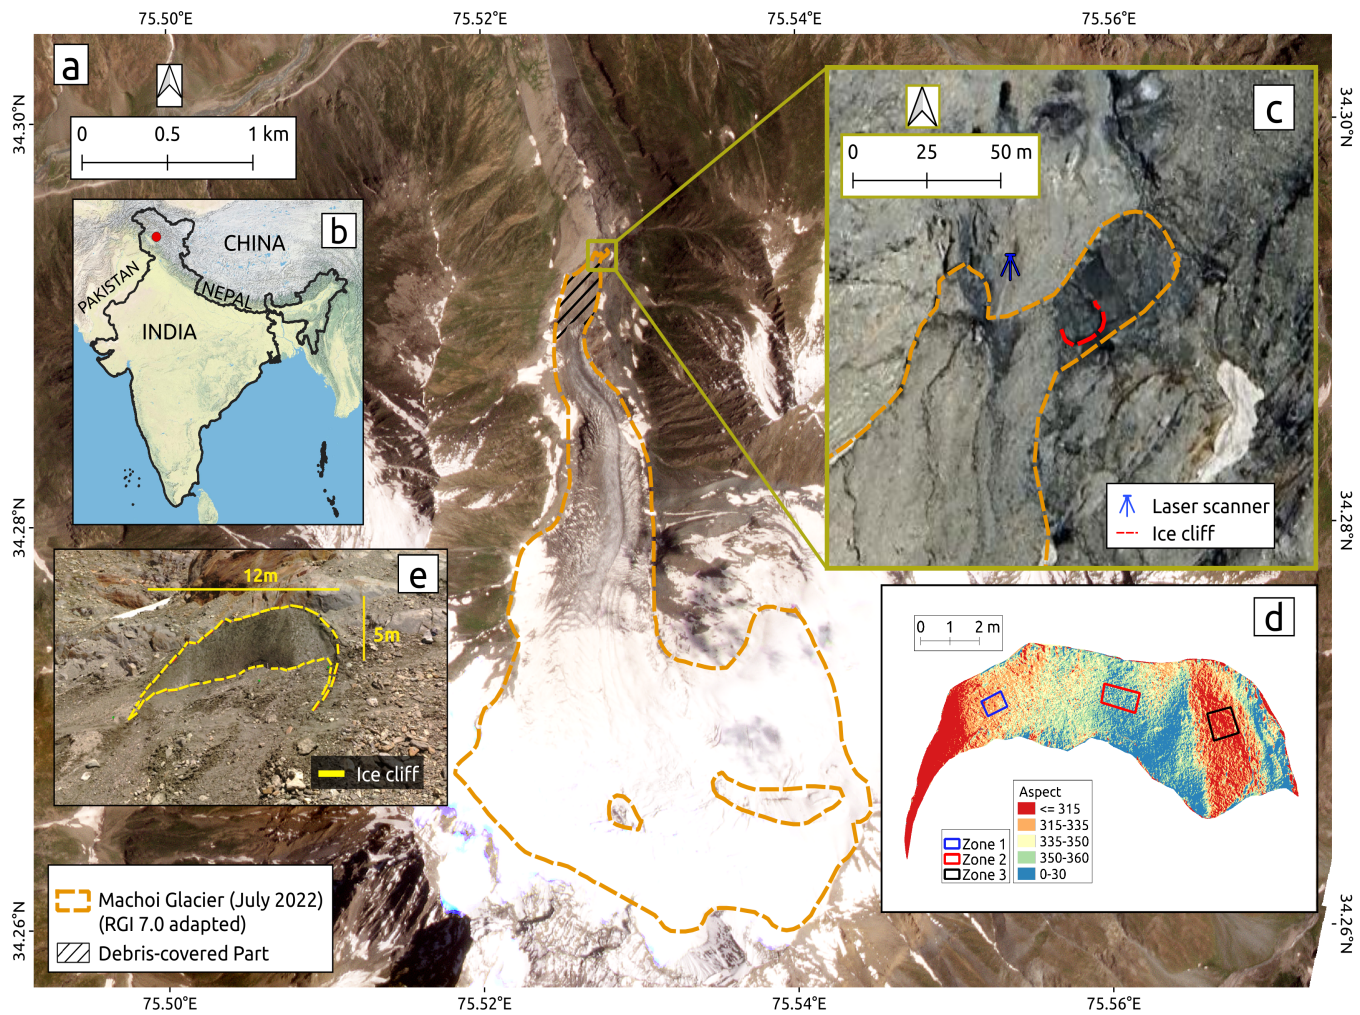 75.50°E
75.52°E
75.54°E
75.56°E
a
0 0.5 1 km
34.30°N
34.30°N
b
CHINA
PAKISTAN
NEPAL
INDIA
c
0 25 50 m
Laser scanner
Ice cliff
34.28°N
34.28°N
e
12m
5m
Ice cliff
d
0 1 2 m
Aspect
<= 315
315-335
335-350
350-360
0-30
Zone 1
Zone 2
Zone 3
Machoi Glacier (July 2022)
(RGI 7.0 adapted)
Debris-covered Part
34.26°N
34.26°N
75.50°E
75.52°E
75.54°E
75.56°E